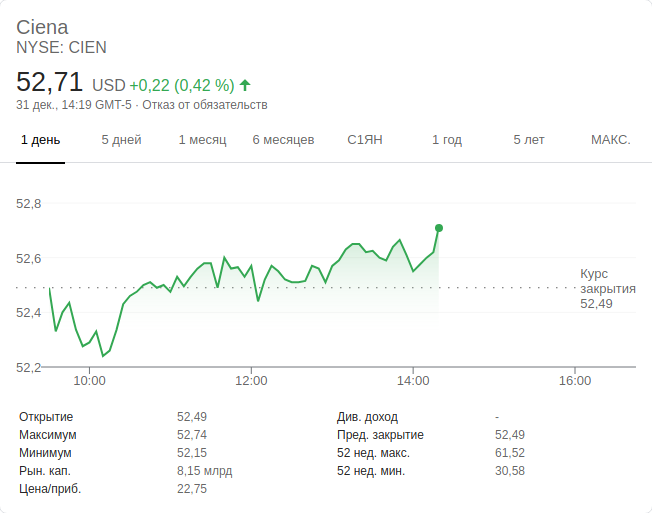 Ciena
NYSE: CIEN
52,71 USD +0,22 (0,42 %)
31 дек., 14:19 GMT-5 · Отказ от обязательств
1 день 5 дней 1 месяц 6 месяцев С1ЯН 1 год 5 лет МАКС.
52,8
52,6
Курс
закрытия
52,49
52,4
52,2
10:00 12:00 14:00 16:00
Открытие 52,49 Див. доход -
Максимум 52,74 Пред. закрытие 52,49
Минимум 52,15 52 нед. макс. 61,52
Рын. кап. 8,15 млрд 52 нед. мин. 30,58
Цена/приб. 22,75